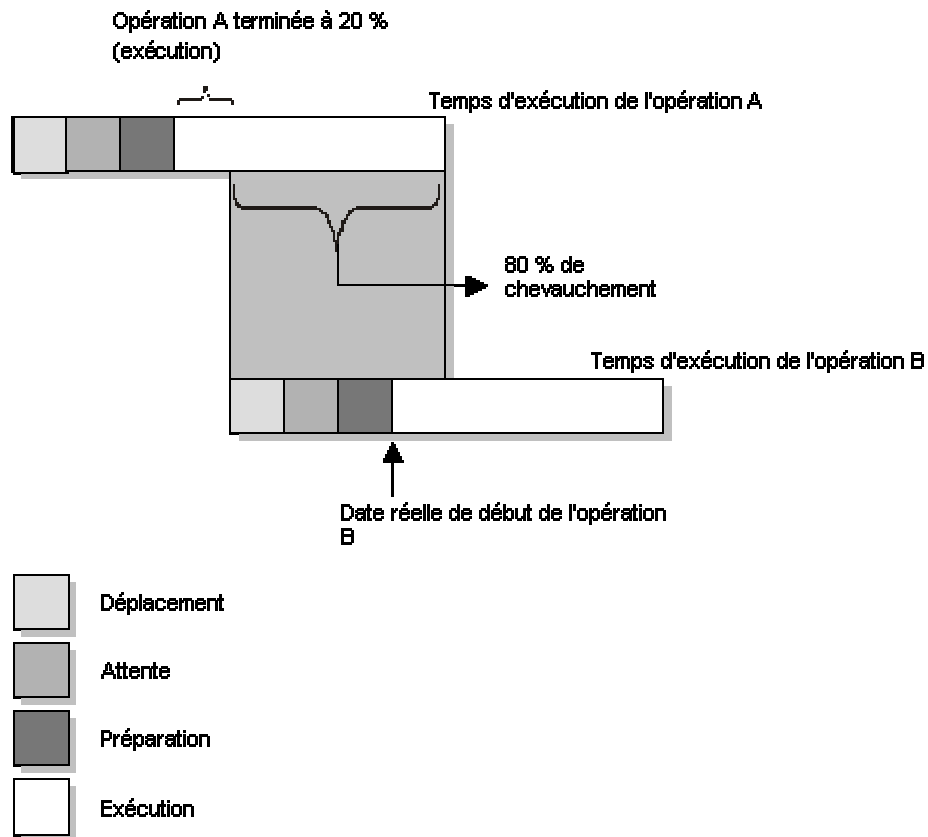 Opération A terminée à 20 %
(exécution)
Temps d'exécution de l'opération A
80 % de
chevauchement
Temps d'exécution de l'opération B
Date réelle de début de l'opération
B
Déplacement
Attente
Préparation
Exécution